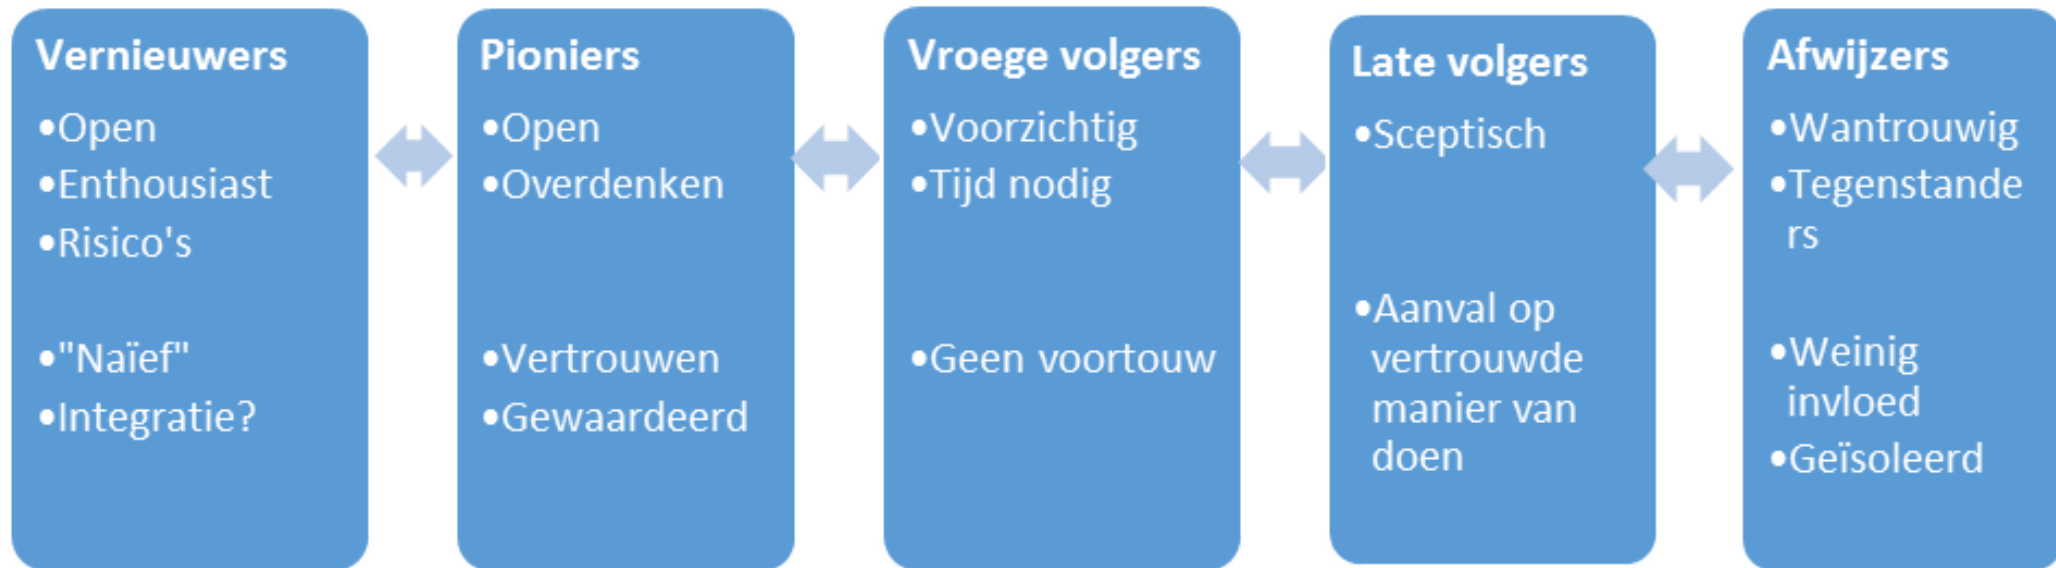 Vernieuwers
•Open
•Enthousiast
•Risico's
•"Naïef"
•Integratie?
Pioniers
•Open
•Overdenken
•Vertrouwen
•Gewaardeerd
Vroege volgers
•Voorzichtig
•Tijd nodig
•Geen voortouw
Late volgers
•Sceptisch
•Aanval op
vertrouwde
manier van
doen
Afwijzers
•Wantrouwig
•Tegenstande
rs
•Weinig
invloed
•Geïsoleerd